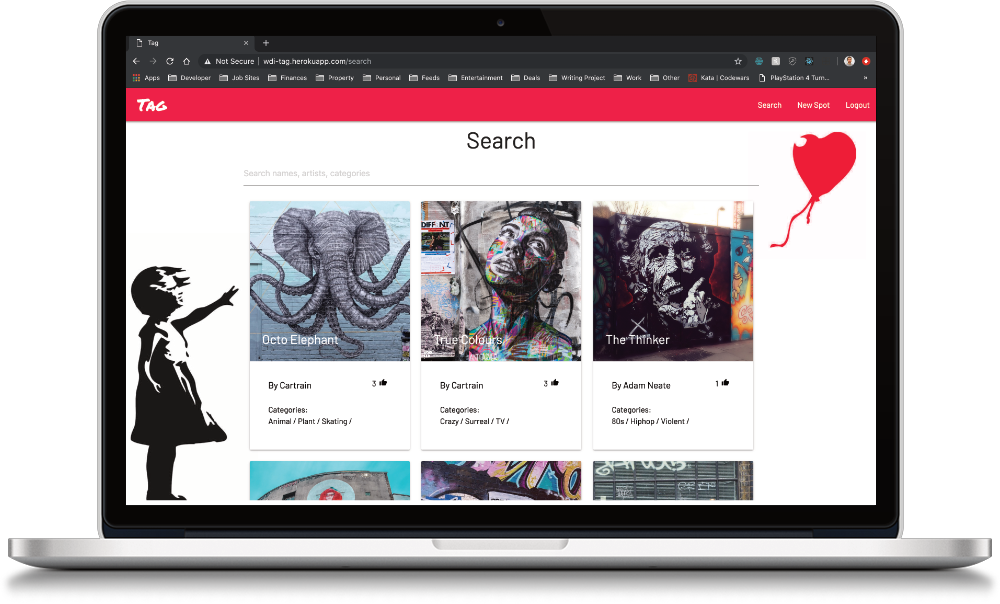 Tag
Not Secure | wdi-tag.herokuapp.com/search
Apps Developer Job Sites Finances Property Personal Feeds Entertainment Deals Writing Project Work Other Kata | Codewars PlayStation 4 Turn... »
TAG
Search New Spot Logout
Search
Search names, artists, categories
DIFF NT
Octo Elephant
True Colours
The Thinker
By Cartrain 3
By Cartrain 3
By Adam Neate 1
Categories:
Animal / Plant / Skating /
Categories:
Crazy / Surreal / TV /
Categories:
80s / Hiphop / Violent /